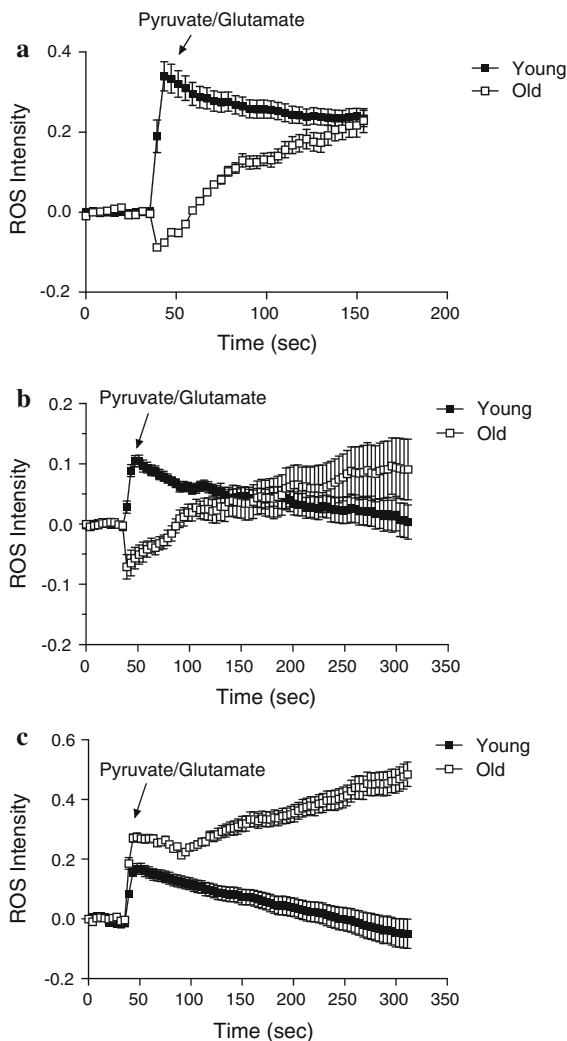 a
Pyruvate/Glutamate
Young
Old
0.4
0.2
0.0
-0.2
ROS Intensity
0 50 100 150 200
Time (sec)
b
Pyruvate/Glutamate
Young
Old
0.2
0.1
0.0
-0.1
-0.2
ROS Intensity
0 50 100 150 200 250 300 350
Time (sec)
c
Pyruvate/Glutamate
Young
Old
0.6
0.4
0.2
0.0
-0.2
ROS Intensity
0 50 100 150 200 250 300 350
Time (sec)